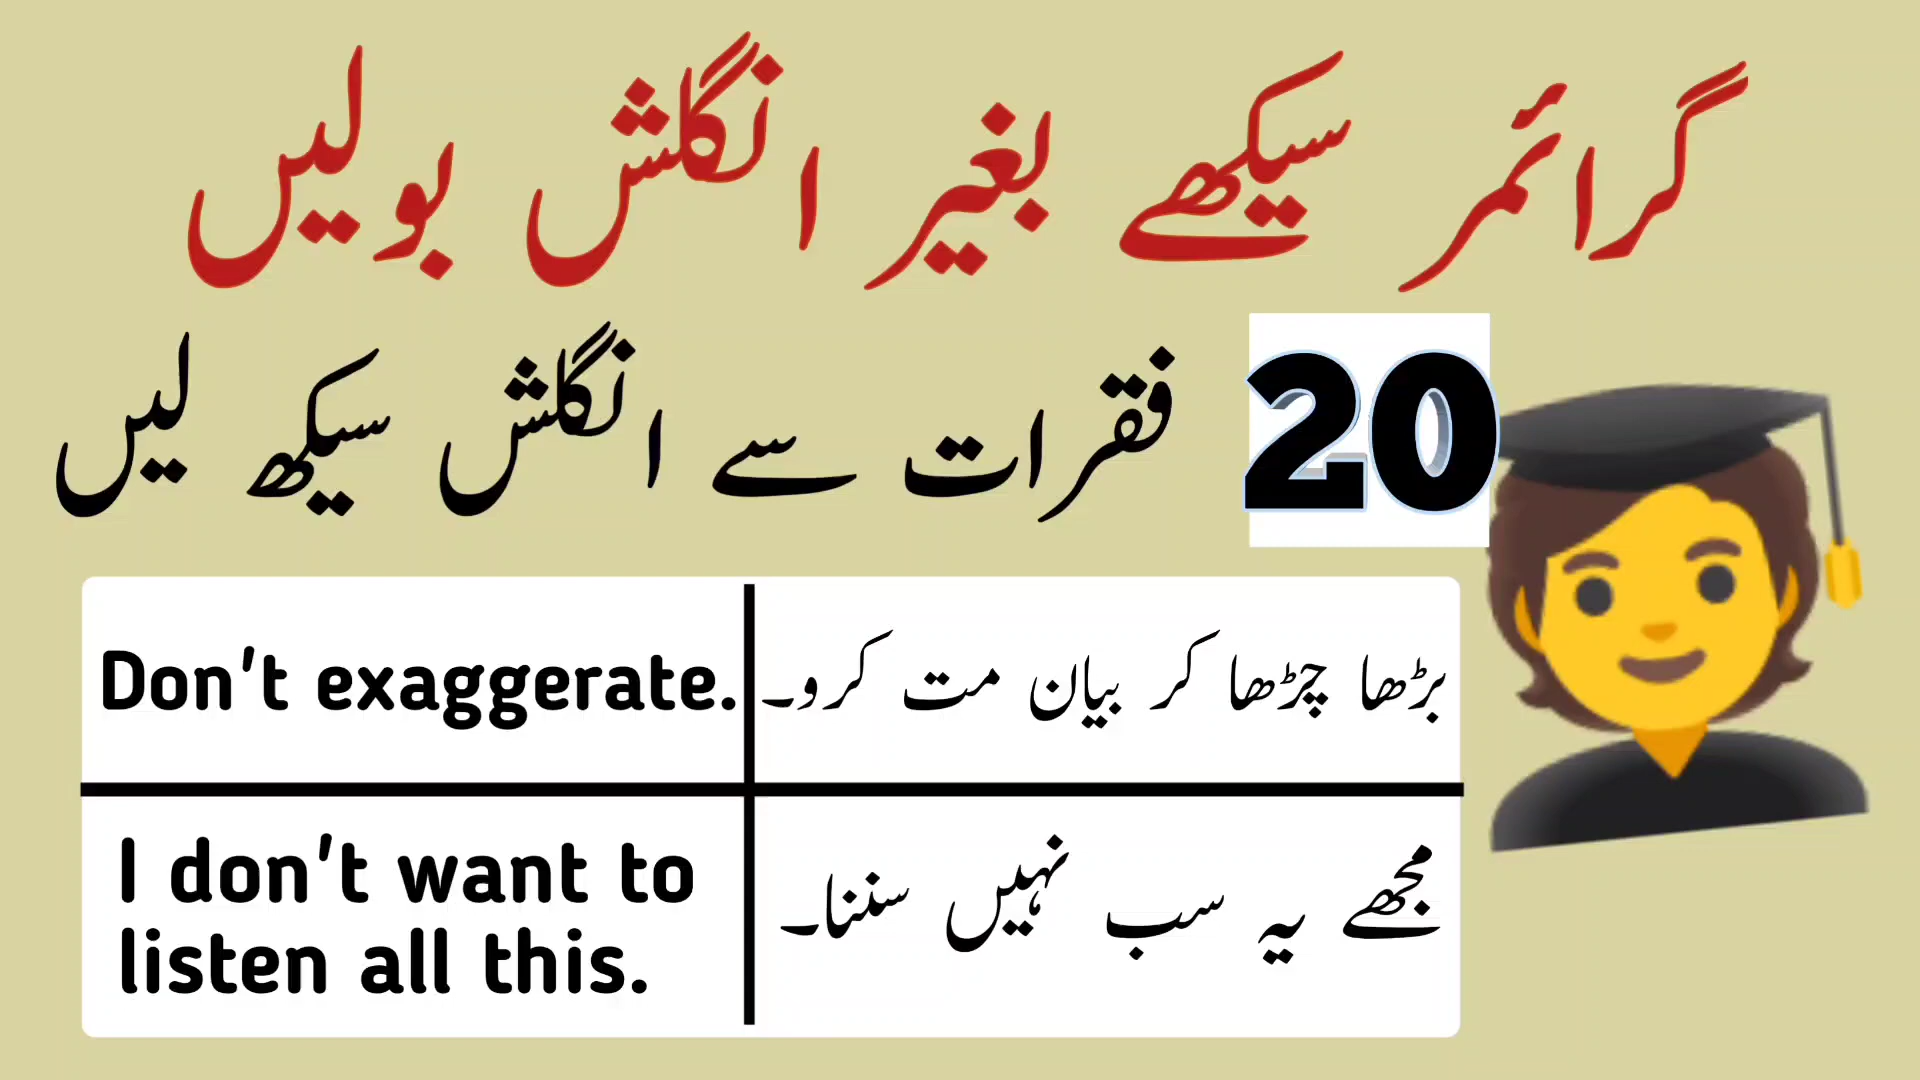 گرائمر سیکھے بغیر انگلش بولیں
20 فقرات سے انگلش سیکھ لیں
Don't exaggerate.
بڑھا چڑھا کر بیان مت کرو۔
I don't want to
listen all this.
مجھے یہ سب نہیں سننا۔